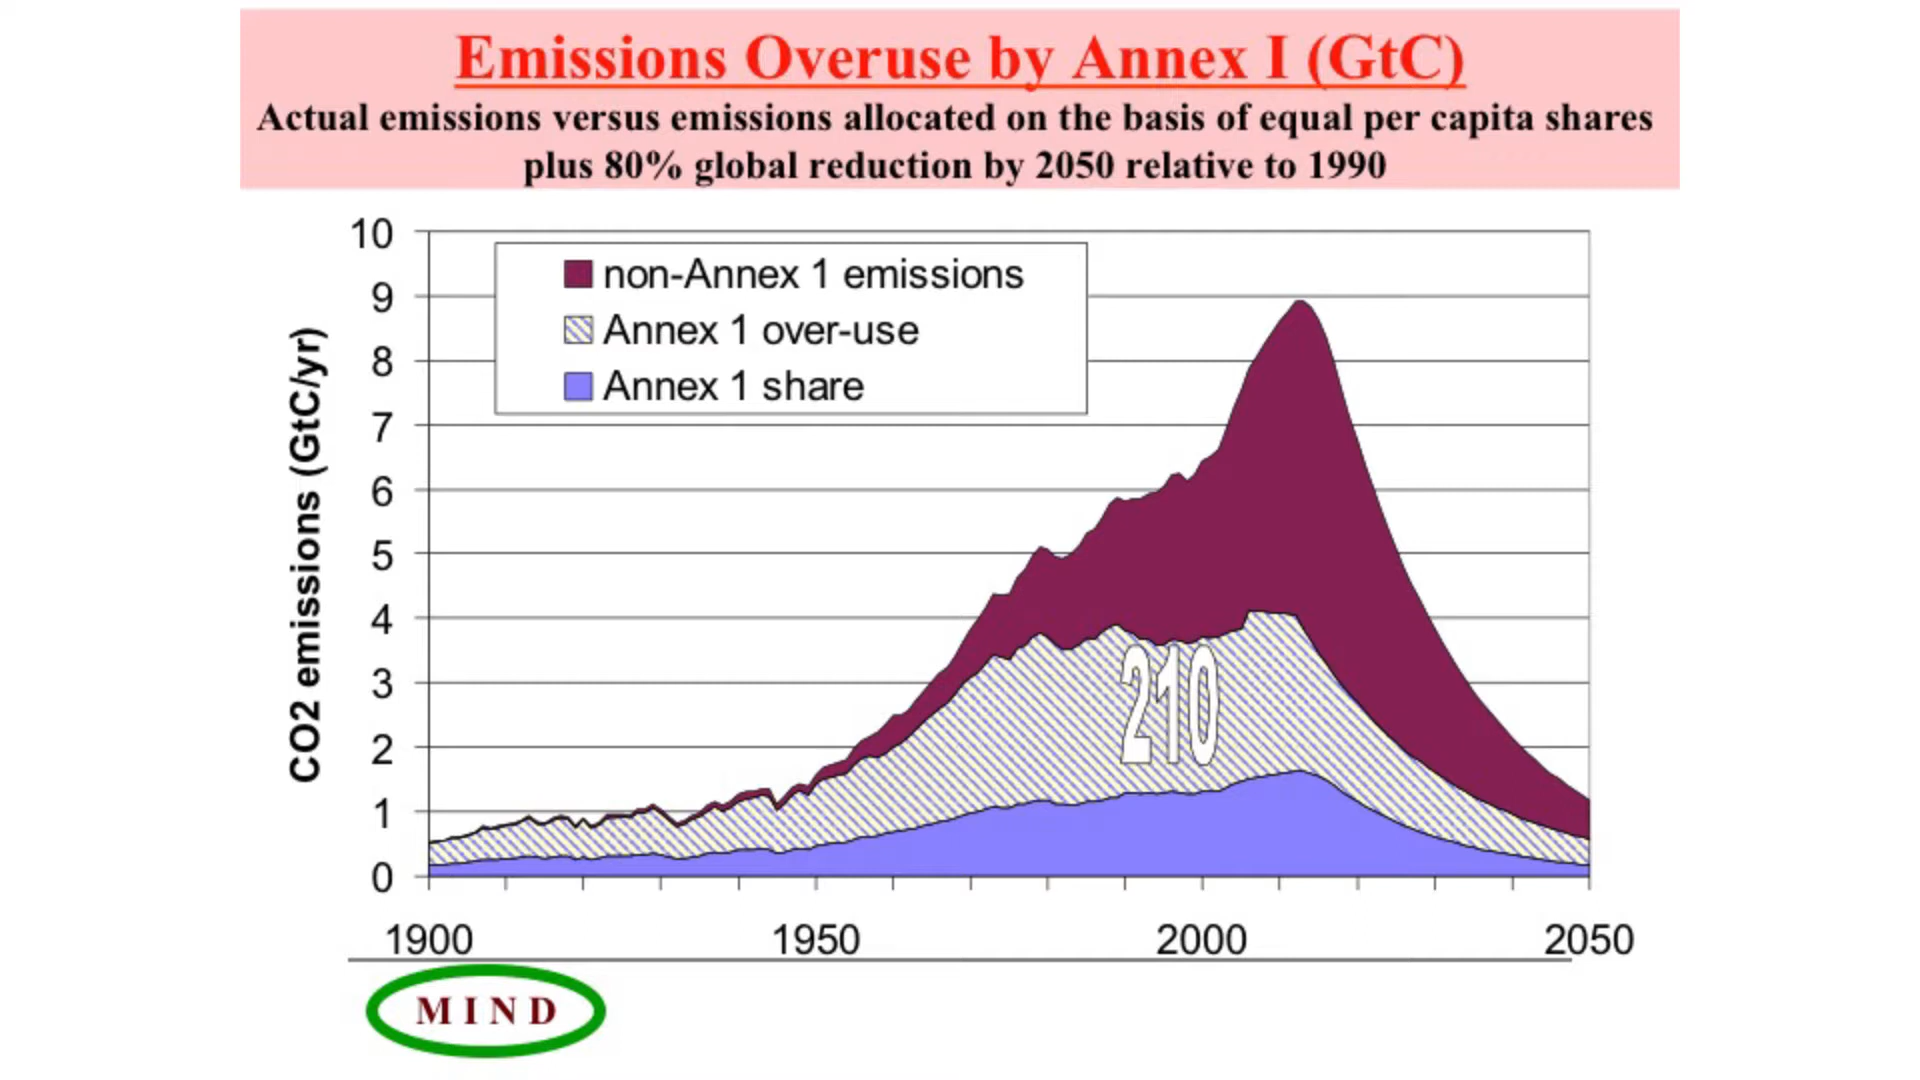 Emissions Overuse by Annex I (GtC)
Actual emissions versus emissions allocated on the basis of equal per capita shares
plus 80% global reduction by 2050 relative to 1990
10
9
8
7
6
5
4
3
2
1
0
CO2 emissions (GtC/yr)
non-Annex 1 emissions
Annex 1 over-use
Annex 1 share
210
1900 1950 2000 2050
M I N D